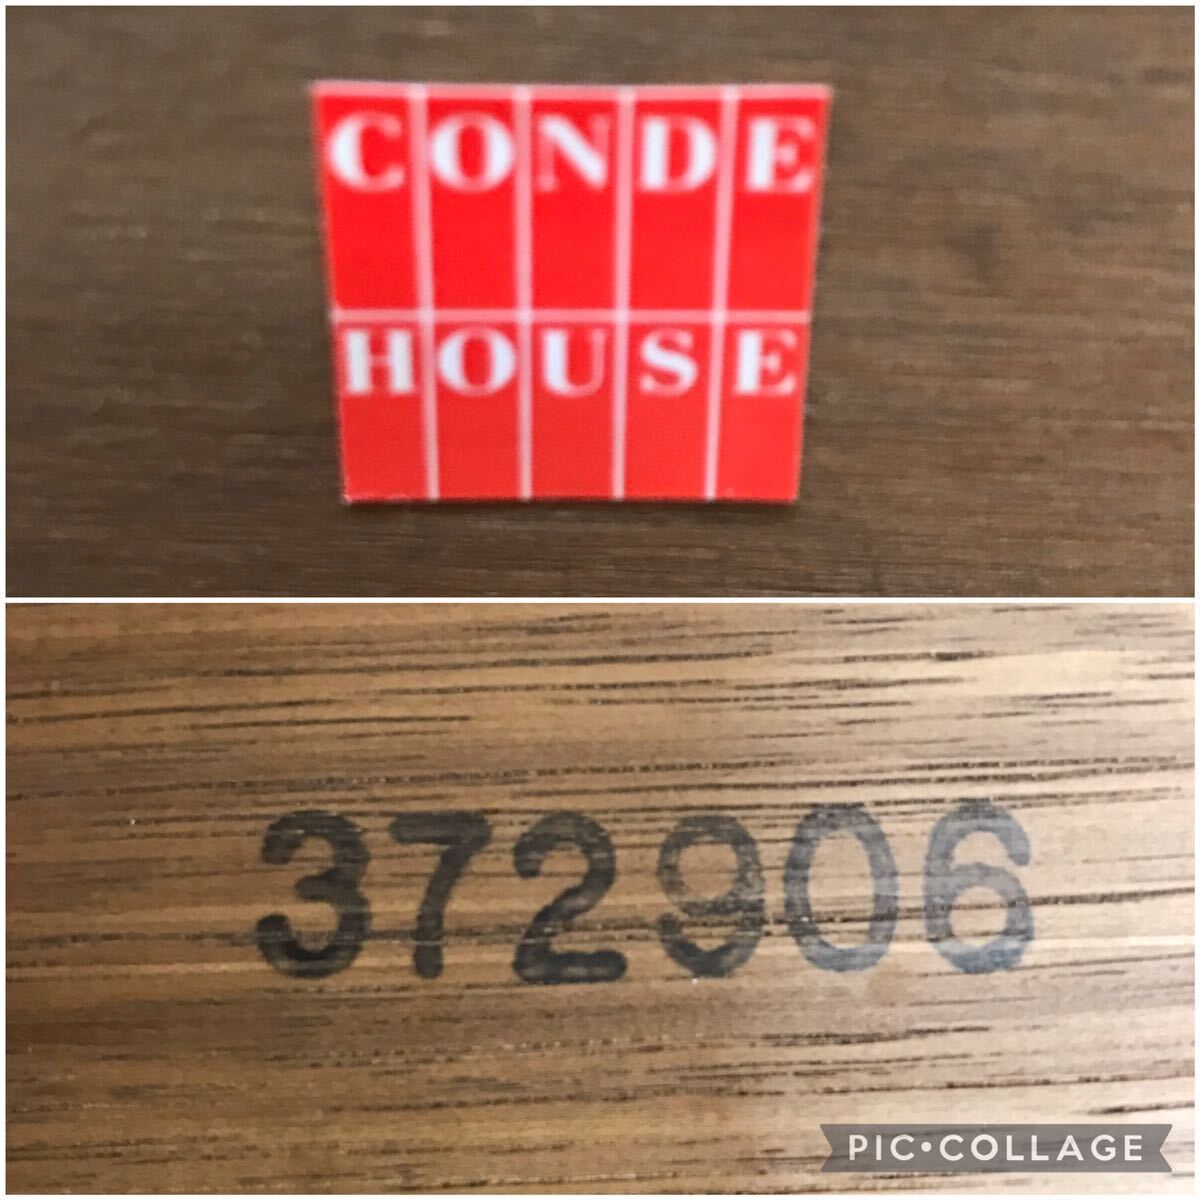 CONDE
HOUSE
372906
PIC•COLLAGE